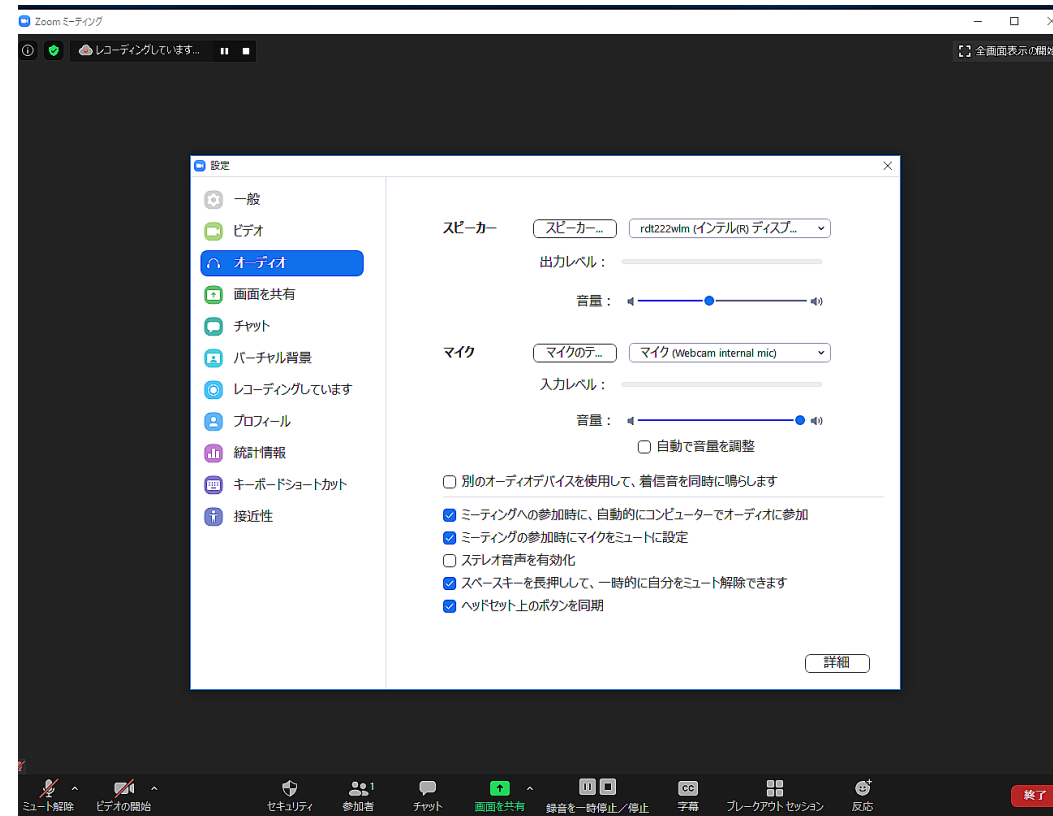 Zoom ミーティング
レコーディングしています...
全画面表示の開始
設定
一般
ビデオ
オーディオ
画面を共有
チャット
バーチャル背景
レコーディングしています
プロフィール
統計情報
キーボードショートカット
接近性
スピーカー スピーカー... rdt222wlm (インテル(R) ディスプ...
出力レベル：
音量：
マイク マイクのテ... マイク (Webcam internal mic)
入力レベル：
音量：
自動で音量を調整
別のオーディオデバイスを使用して、着信音を同時に鳴らします
ミーティングへの参加時に、自動的にコンピューターでオーディオに参加
ミーティングの参加時にマイクをミュートに設定
ステレオ音声を有効化
スペースキーを長押しして、一時的に自分をミュート解除できます
ヘッドセット上のボタンを同期
詳細
ミュート解除 ビデオの開始 セキュリティ 参加者 1 チャット 画面を共有 録音を一時停止／停止 CC 字幕 ブレークアウト セッション 反応 終了